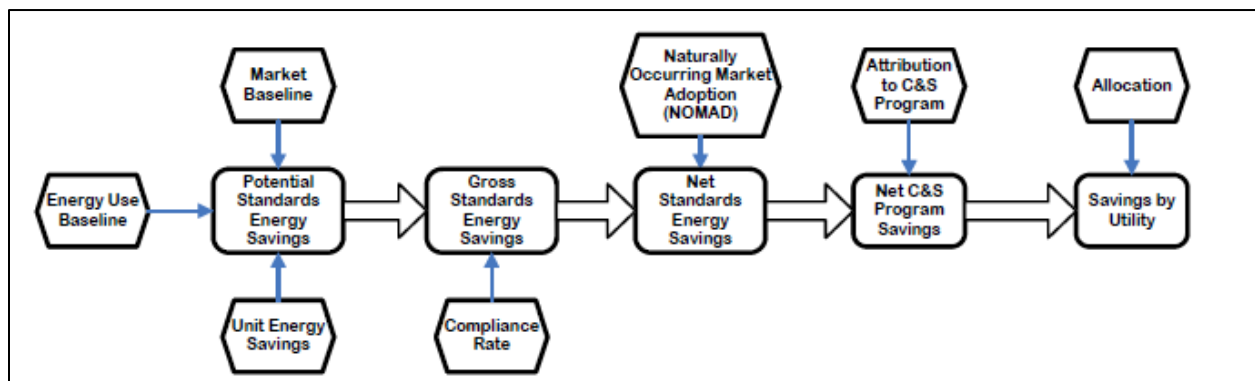 Market
Baseline
Naturally
Occurring Market
Adoption
(NOMAD)
Attribution
to C&S
Program
Allocation
Energy Use
Baseline
Potential
Standards
Energy
Savings
Gross
Standards
Energy
Savings
Net
Standards
Energy
Savings
Net C&S
Program
Savings
Savings by
Utility
Unit Energy
Savings
Compliance
Rate